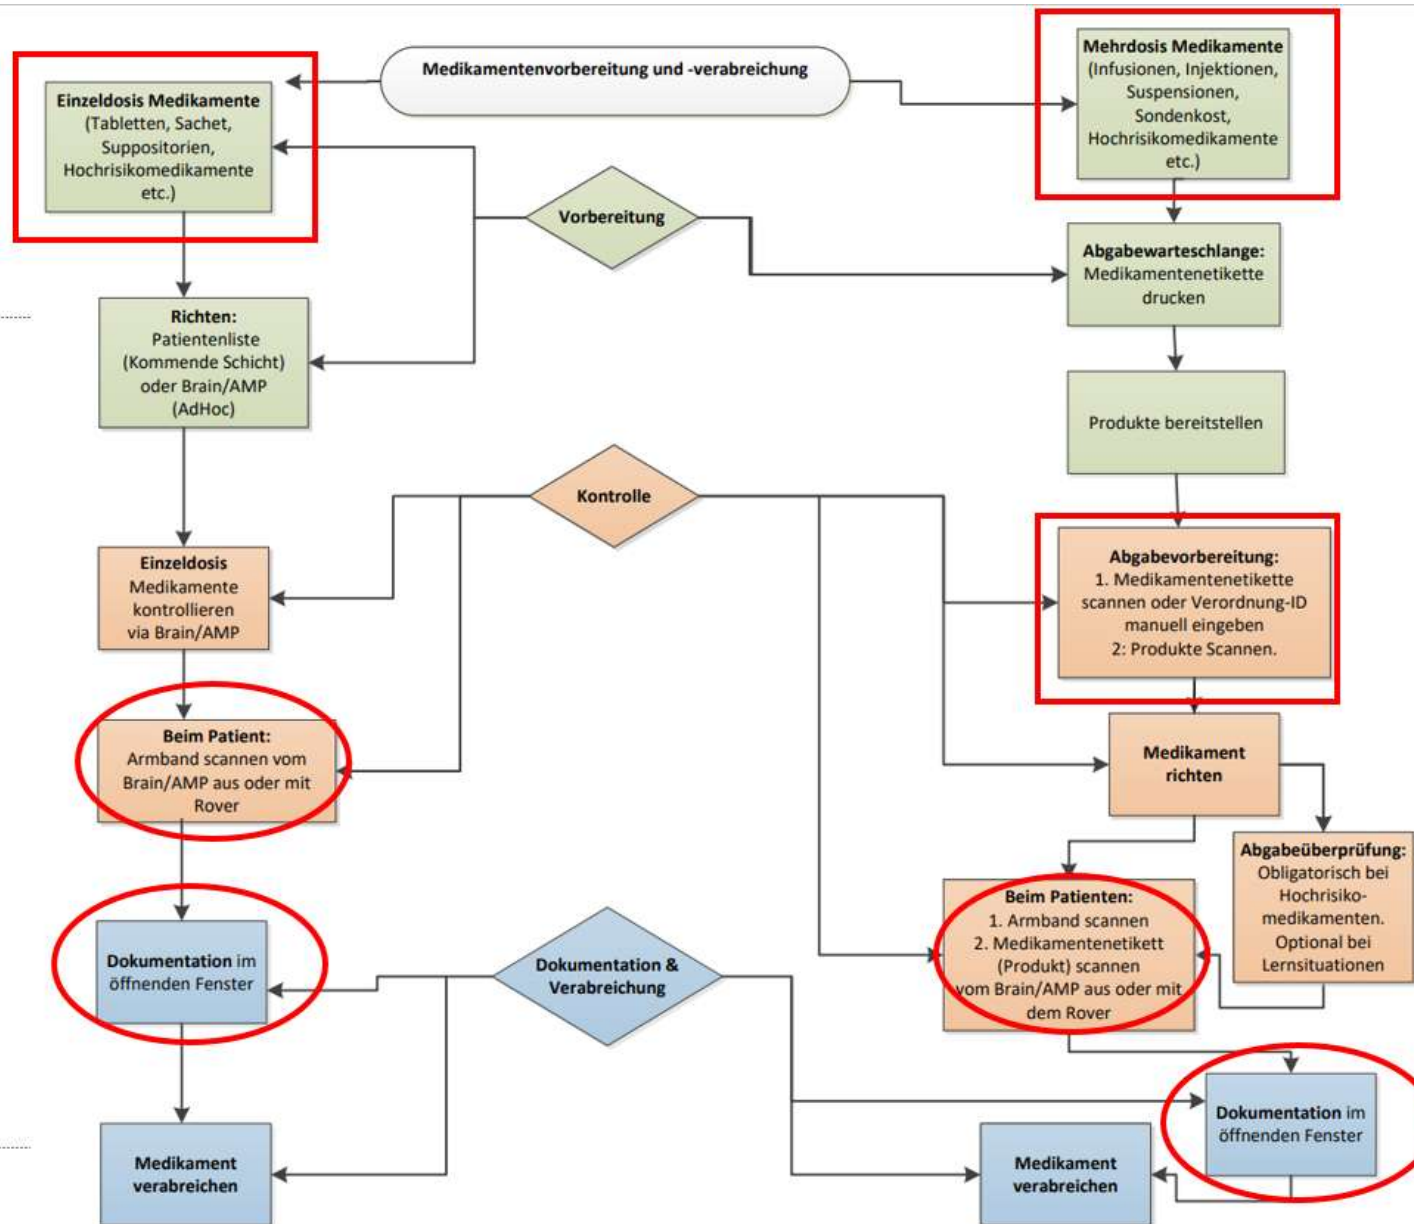 Medikamentenvorbereitung und -verabreichung
Einzeldosis Medikamente
(Tabletten, Sachet,
Suppositorien,
Hochrisikomedikamente
etc.)
Mehrdosis Medikamente
(Infusionen, Injektionen,
Suspensionen,
Sondenkost,
Hochrisikomedikamente
etc.)
Vorbereitung
Abgabewarteschlange:
Medikamentenetikette
drucken
Richten:
Patientenliste
(Kommende Schicht)
oder Brain/AMP
(AdHoc)
Produkte bereitstellen
Kontrolle
Einzeldosis
Medikamente
kontrollieren
via Brain/AMP
Abgabevorbereitung:
1. Medikamentenetikette
scannen oder Verordnung-ID
manuell eingeben
2: Produkte Scannen.
Beim Patient:
Armband scannen vom
Brain/AMP aus oder mit
Rover
Medikament
richten
Abgabeüberprüfung:
Obligatorisch bei
Hochrisiko-
medikamenten.
Optional bei
Lernsituationen
Beim Patienten:
1. Armband scannen
2. Medikamentenetikett
(Produkt) scannen
vom Brain/AMP aus oder mit
dem Rover
Dokumentation im
öffnenden Fenster
Dokumentation &
Verabreichung
Dokumentation im
öffnenden Fenster
Medikament
verabreichen
Medikament
verabreichen